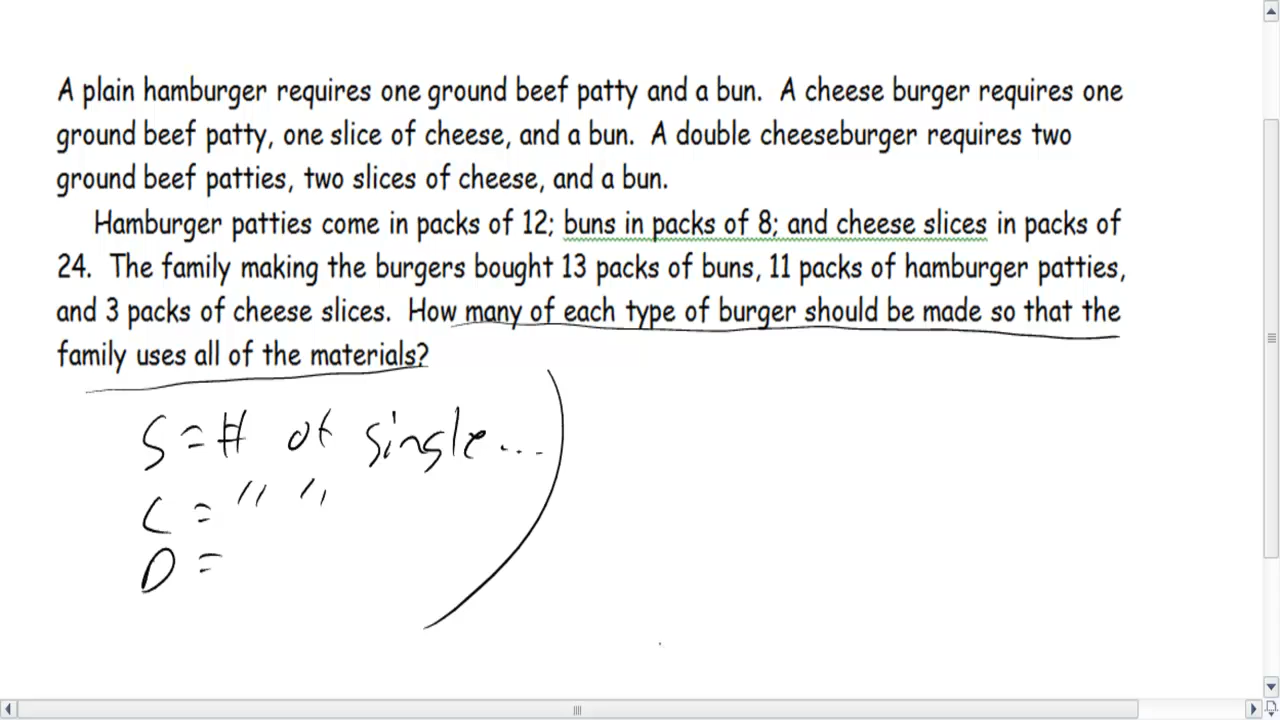 A plain hamburger requires one ground beef patty and a bun. A cheese burger requires one
ground beef patty, one slice of cheese, and a bun. A double cheeseburger requires two
ground beef patties, two slices of cheese, and a bun.
Hamburger patties come in packs of 12; buns in packs of 8; and cheese slices in packs of
24. The family making the burgers bought 13 packs of buns, 11 packs of hamburger patties,
and 3 packs of cheese slices. How many of each type of burger should be made so that the
family uses all of the materials?
S = # of single...
C = " "
D =